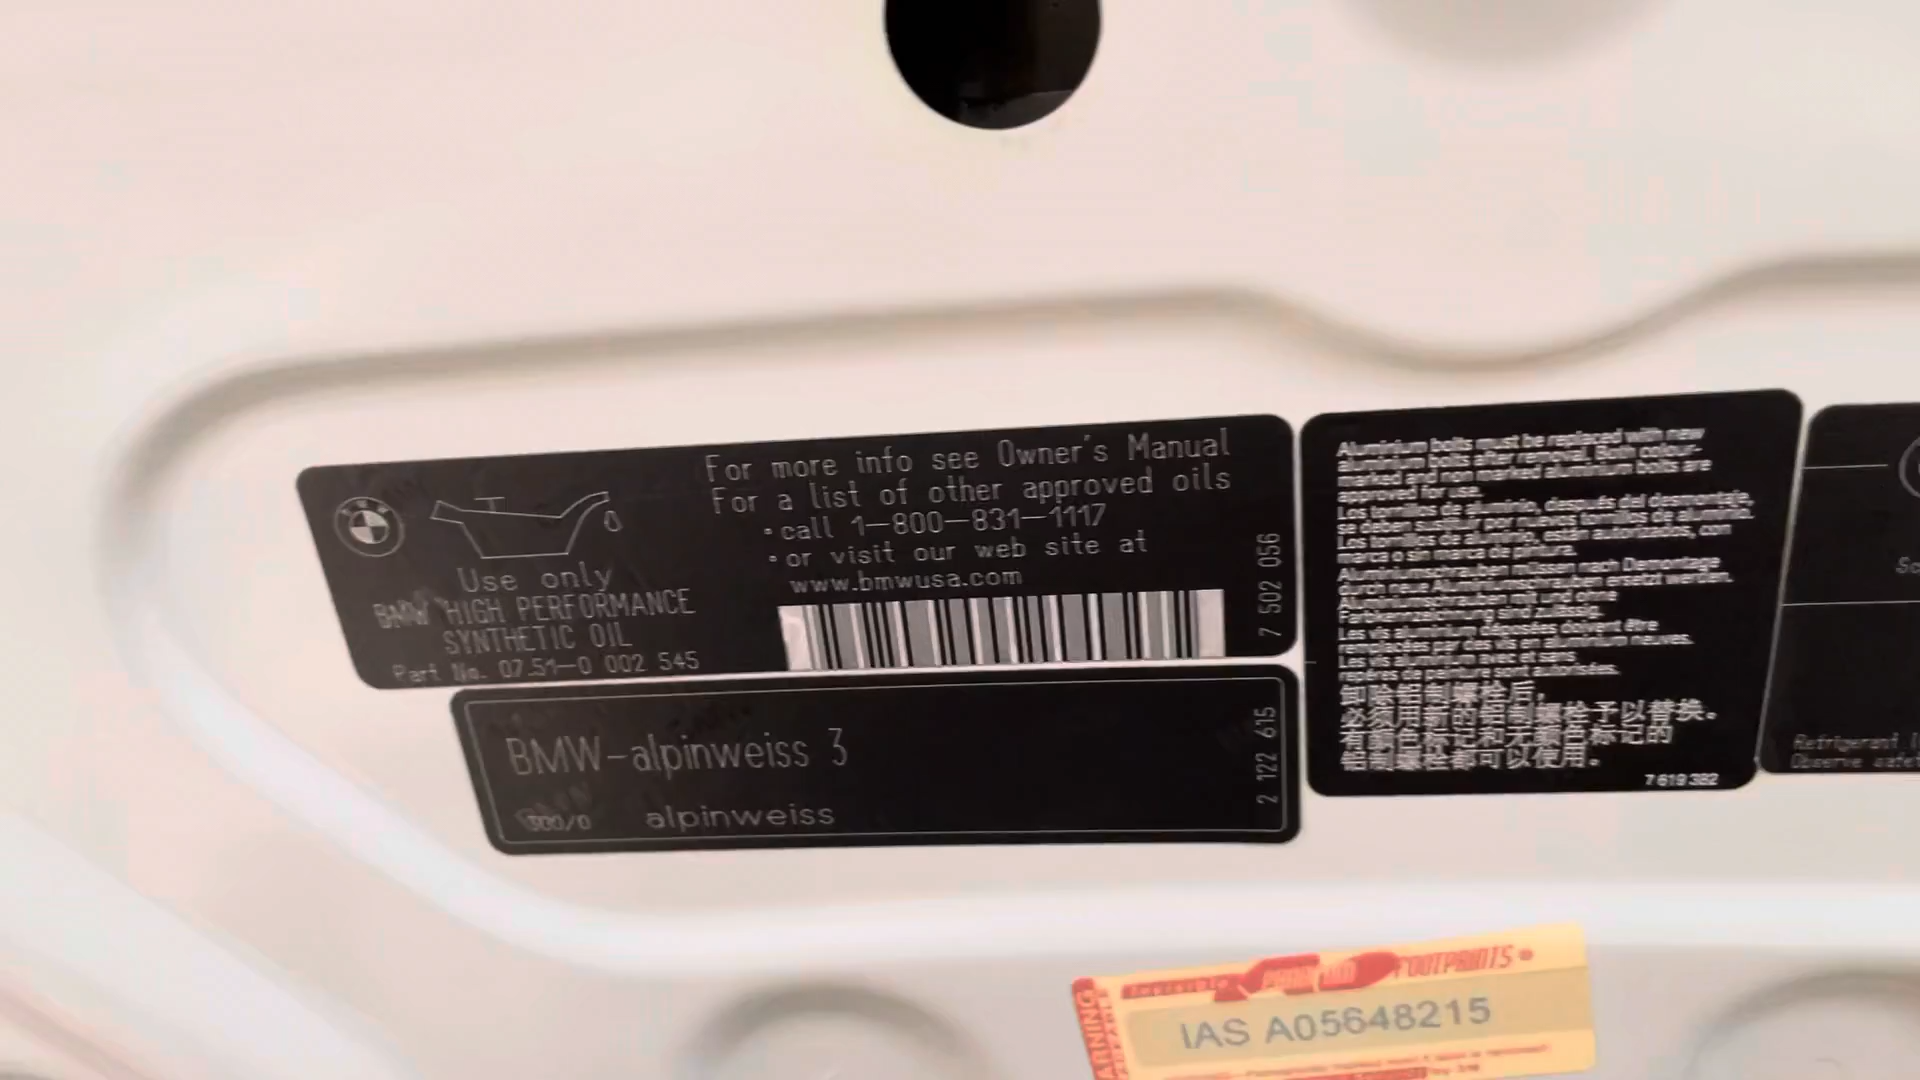 For more info see Owner's Manual
For a list of other approved oils
•call 1-800-831-1117
•or visit our web site at
www.bmwusa.com
Use only
BMW HIGH PERFORMANCE
SYNTHETIC OIL
Part No. 07.51-0 002 545
7 502 056
BMW-alpinweiss 3
300/0 alpinweiss
2 122 615
Aluminium bolts must be replaced with new
aluminium bolts after removal. Both colour-
marked and non marked aluminium bolts are
approved for use.
Los tornillos de aluminio, después del desmontaje,
se deben sustituir por nuevos tornillos de aluminio.
Los tornillos de aluminio, están autorizados, con
marca o sin marca de pintura.
Aluminiumschrauben müssen nach Demontage
durch neue Aluminiumschrauben ersetzt werden.
Aluminiumschrauben mit und ohne
Farbmarkierung sind zulässig.
Les vis aluminium déposées doivent être
remplacées par des vis en aluminium neuves.
Les vis aluminium avec et sans
repères de peinture sont autorisées.
卸除铝制螺栓后,
必须用新的铝制螺栓予以替换。
有颜色标记和无颜色标记的
铝制螺栓都可以使用。
7 619 382
Refrigerant
Observe
WARNING
Invisible FOOTPRINTS
IAS A05648215